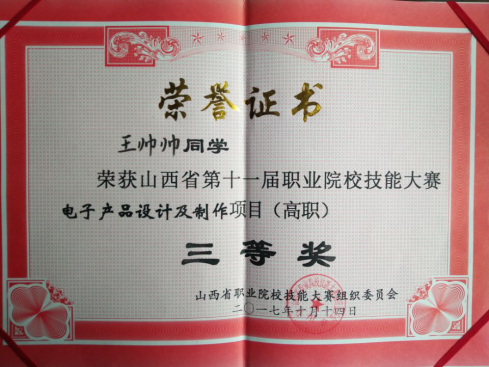 荣誉证书
王帅帅同学
荣获山西省第十一届职业院校技能大赛
电子产品设计及制作项目（高职）
三等奖
山西省职业院校技能大赛组织委员会
二〇一七年十月十四日